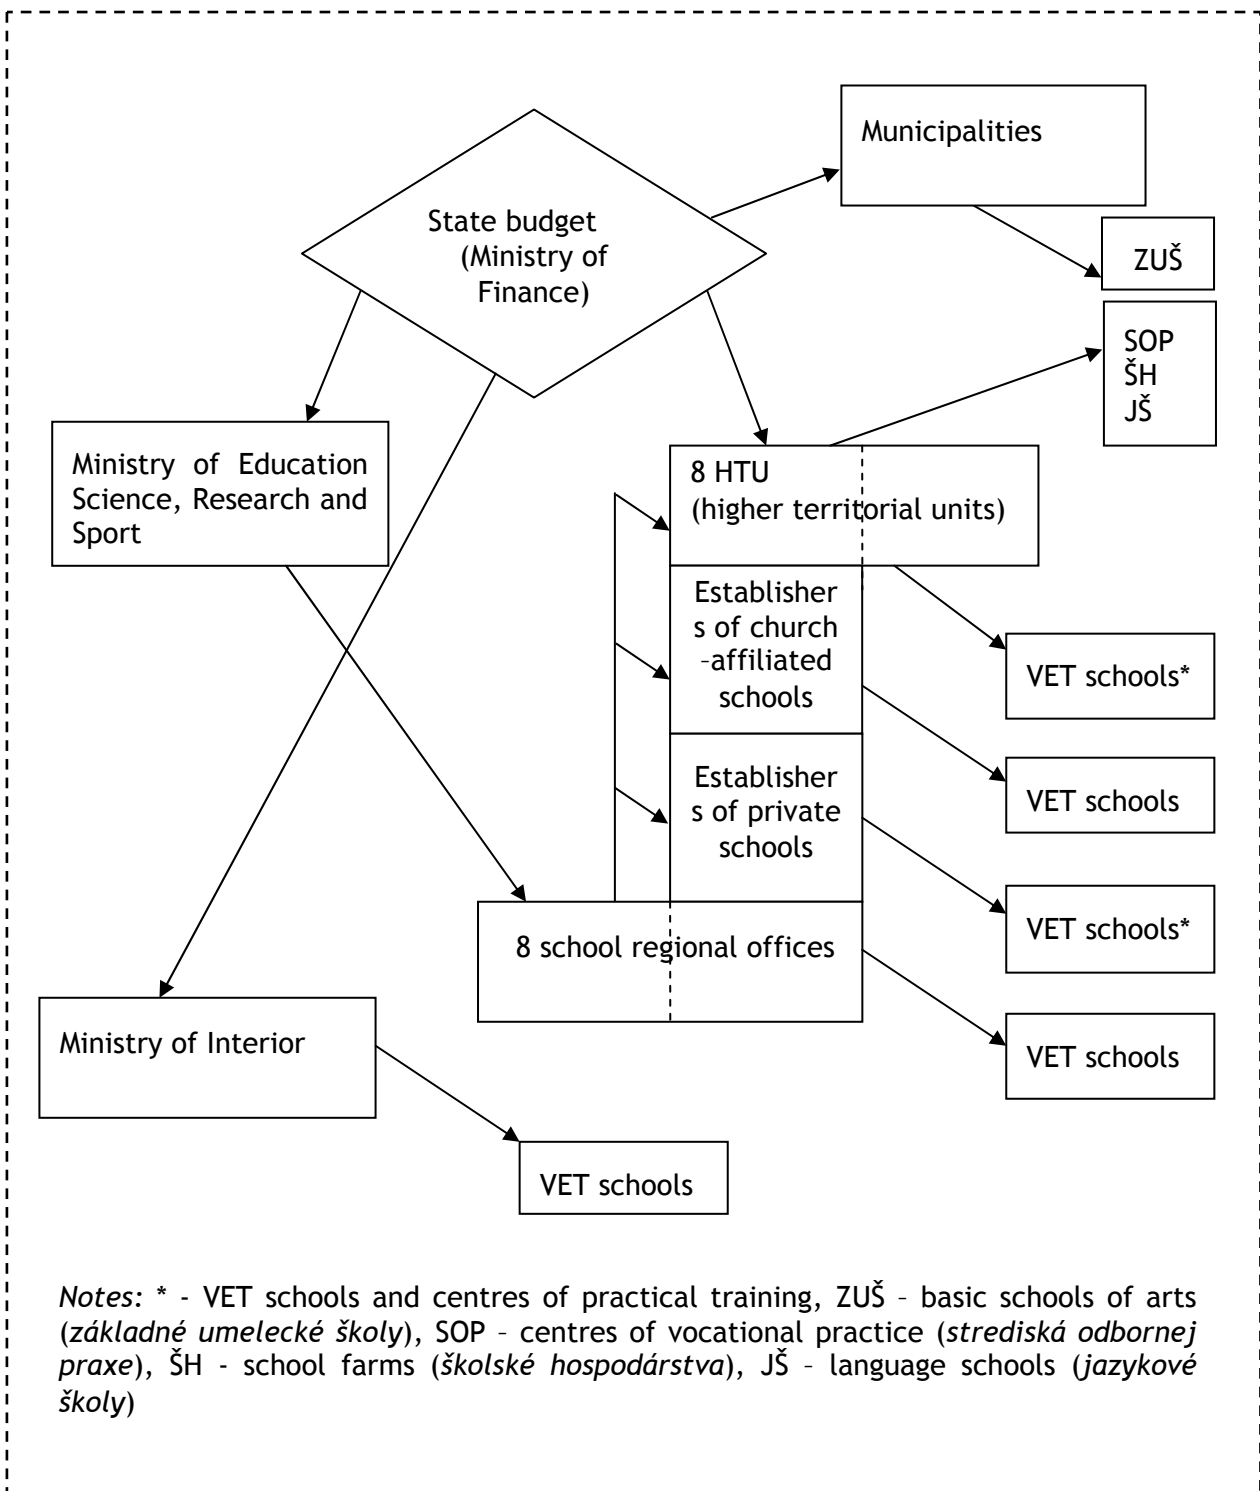 Municipalities
State budget
(Ministry of
Finance)
ZUŠ
SOP
ŠH
JŠ
Ministry of Education
Science, Research and
Sport
8 HTU
(higher territorial units)
Establisher
s of church
-affiliated
schools
VET schools*
VET schools
Establisher
s of private
schools
VET schools*
8 school regional offices
VET schools
Ministry of Interior
VET schools
Notes: * - VET schools and centres of practical training, ZUŠ – basic schools of arts
(základné umelecké školy), SOP – centres of vocational practice (strediská odbornej
praxe), ŠH - school farms (školské hospodárstva), JŠ – language schools (jazykové
školy)